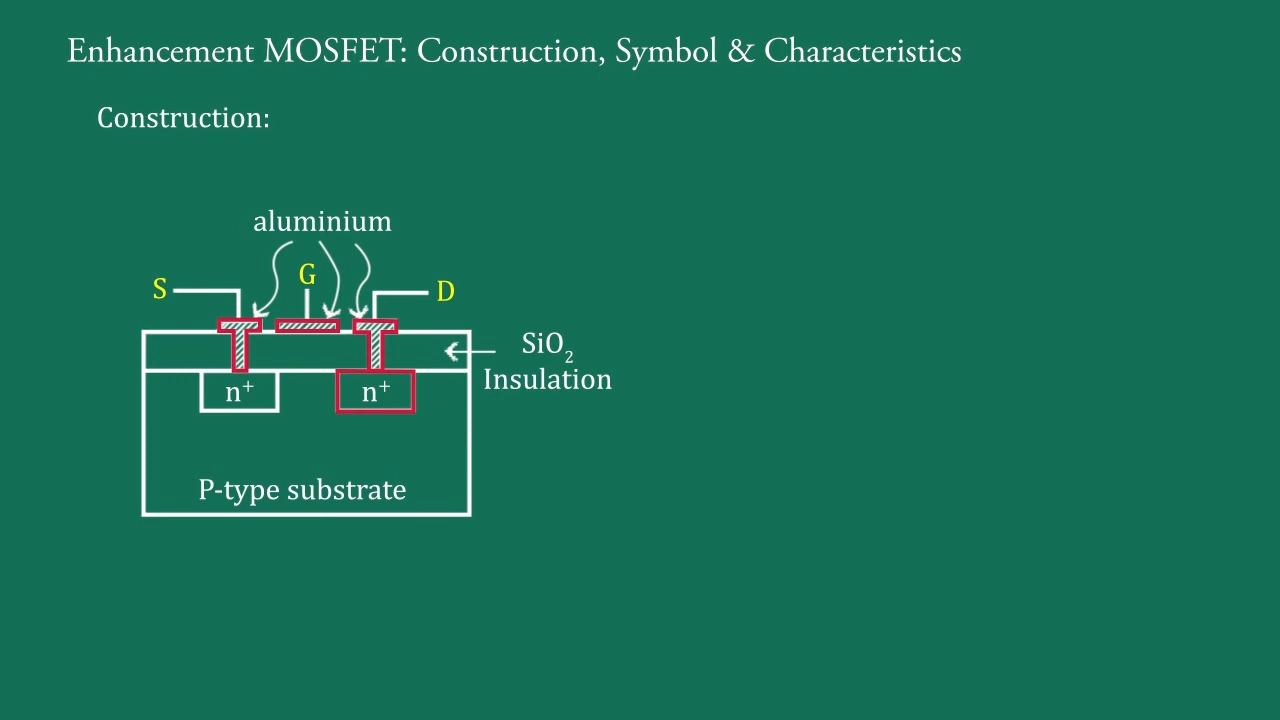 Enhancement MOSFET: Construction, Symbol & Characteristics
Construction:
aluminium
S
G
D
SiO₂
Insulation
n⁺
n⁺
P-type substrate